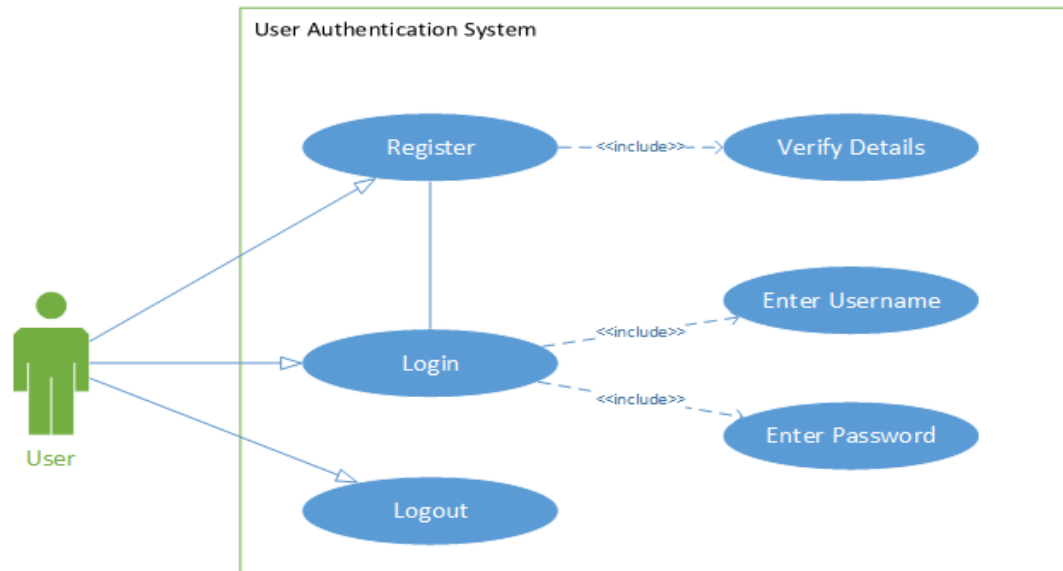 User Authentication System
Register
<<include>>
Verify Details
Enter Username
<<include>>
Login
<<include>>
Enter Password
User
Logout